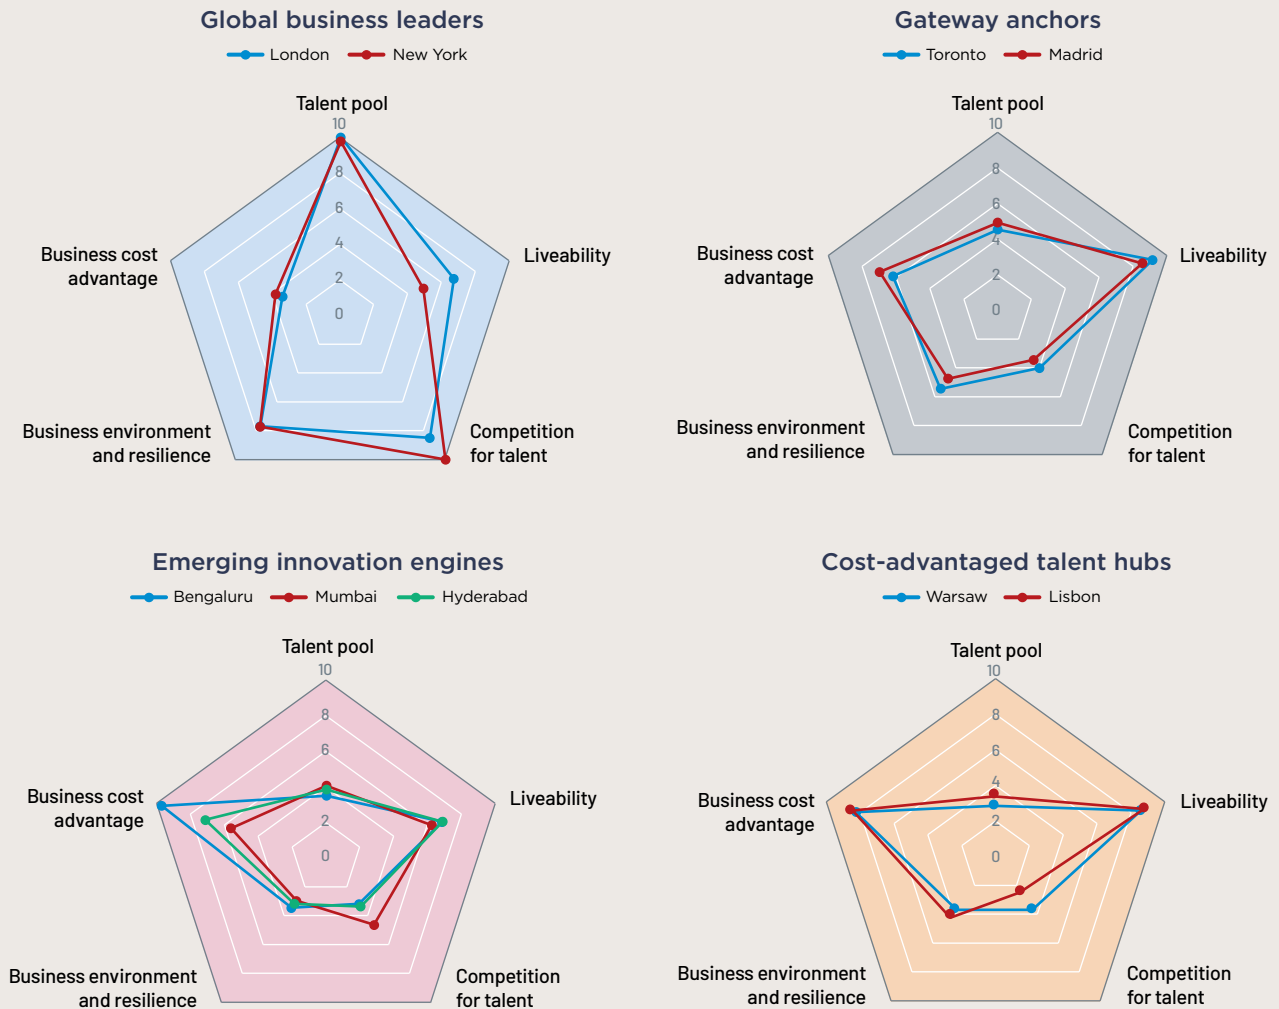 Global business leaders
London New York
Talent pool
10
8
6
4
2
0
Liveability
Business cost
advantage
Business environment
and resilience
Competition
for talent
Gateway anchors
Toronto Madrid
Talent pool
10
8
6
4
2
0
Liveability
Business cost
advantage
Business environment
and resilience
Competition
for talent
Emerging innovation engines
Bengaluru Mumbai Hyderabad
Talent pool
10
8
6
2
0
Liveability
Business cost
advantage
Business environment
and resilience
Competition
for talent
Cost-advantaged talent hubs
Warsaw Lisbon
Talent pool
10
8
6
4
2
0
Liveability
Business cost
advantage
Business environment
and resilience
Competition
for talent